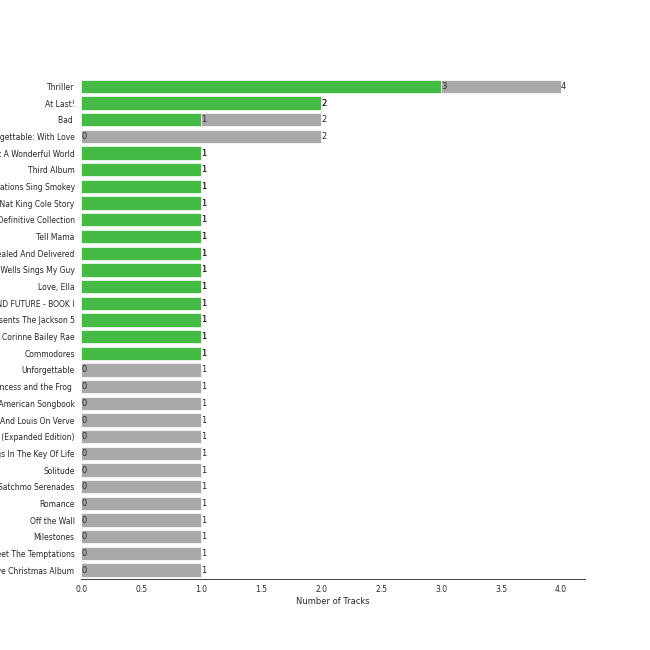 Thriller 3 4
At Last! 2
Bad 1 2
gettable: With Love 0 2
t A Wonderful World 1
Third Album 1
ations Sing Smokey 1
Nat King Cole Story 1
Definitive Collection 1
Tell Mama 1
ealed And Delivered 1
Wells Sings My Guy 1
Love, Ella 1
ND FUTURE - BOOK I 1
sents The Jackson 5 1
Corinne Bailey Rae 1
Commodores 1
Unforgettable 0 1
ncess and the Frog 0 1
American Songbook 0 1
And Louis On Verve 0 1
(Expanded Edition) 0 1
gs In The Key Of Life 0 1
Solitude 0 1
Satchmo Serenades 0 1
Romance 0 1
Off the Wall 0 1
Milestones 0 1
eet The Temptations 0 1
ve Christmas Album 0 1
0.0 0.5 1.0 1.5 2.0 2.5 3.0 3.5 4.0
Number of Tracks